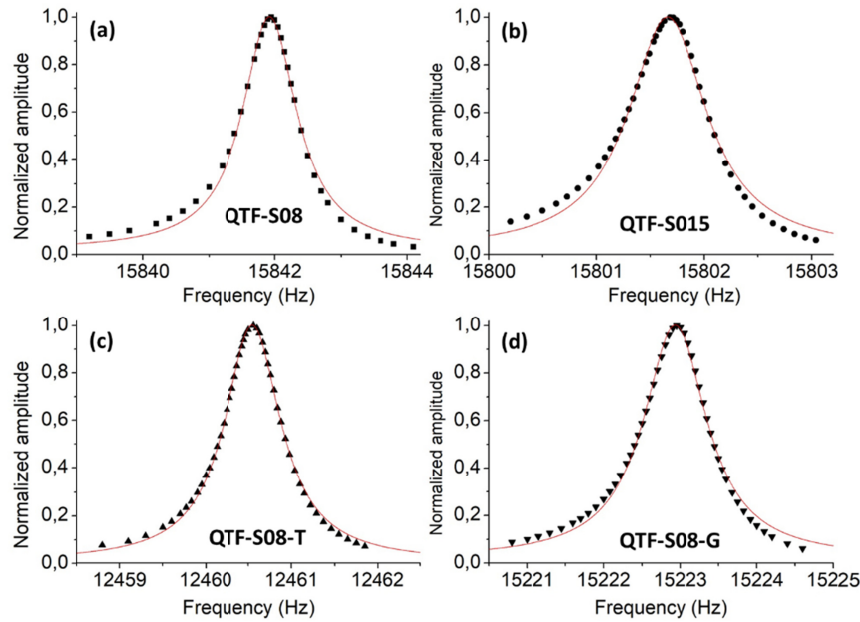 (a)
Normalized amplitude
1,0
0,8
0,6
0,4
0,2
0,0
QTF-S08
15840
15842
15844
Frequency (Hz)
(b)
Normalized amplitude
1,0
0,8
0,6
0,4
0,2
0,0
QTF-S015
15800
15801
15802
15803
Frequency (Hz)
(c)
Normalized amplitude
1,0
0,8
0,6
0,4
0,2
0,0
QTF-S08-T
12459
12460
12461
12462
Frequency (Hz)
(d)
Normalized amplitude
1,0
0,8
0,6
0,4
0,2
0,0
QTF-S08-G
15221
15222
15223
15224
15225
Frequency (Hz)